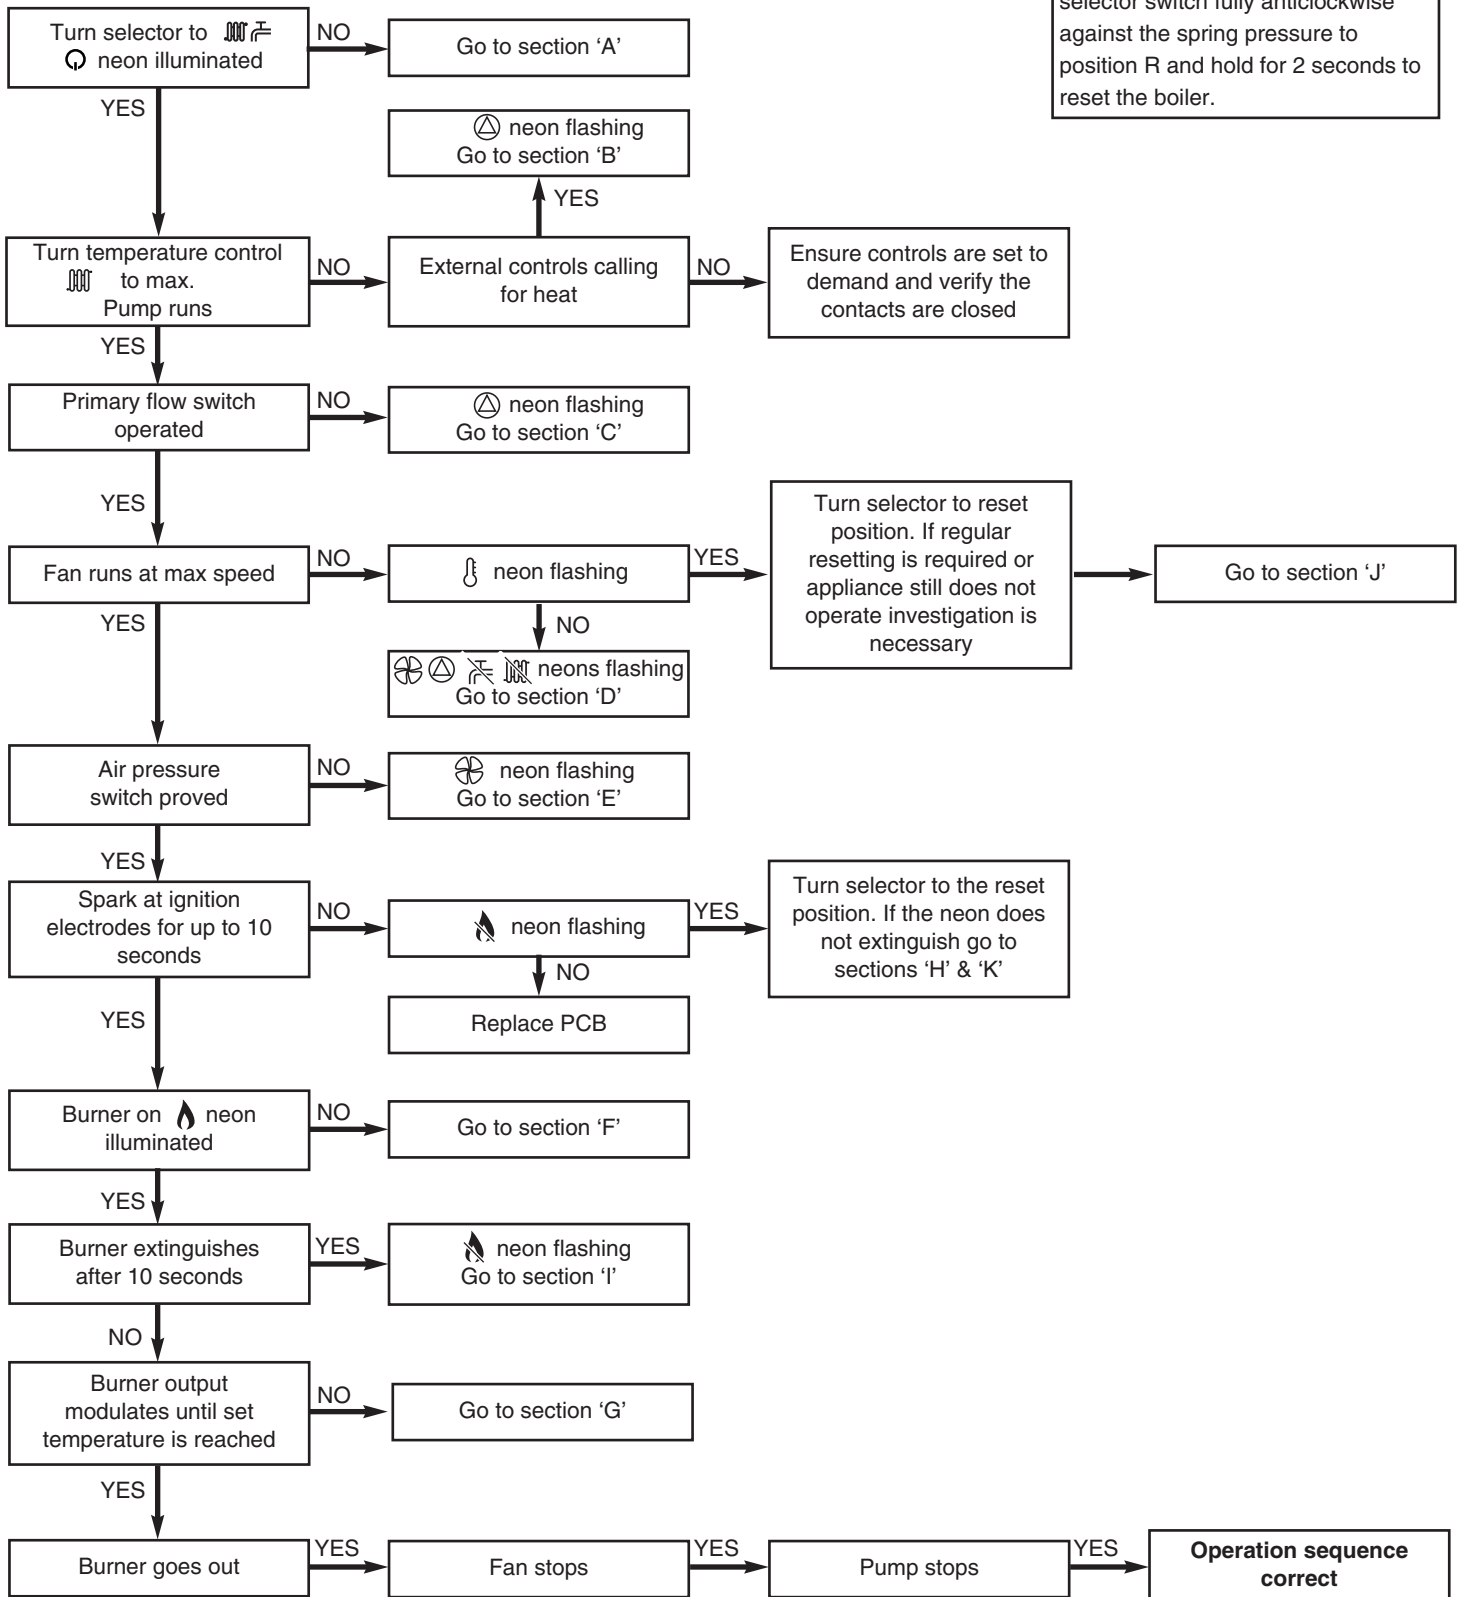 selector switch fully anticlockwise
against the spring pressure to
position R and hold for 2 seconds to
reset the boiler.
Turn selector to
neon illuminated
NO
Go to section ‘A’
YES
neon flashing
Go to section ‘B’
YES
Turn temperature control
to max.
Pump runs
NO
External controls calling
for heat
NO
Ensure controls are set to
demand and verify the
contacts are closed
YES
Primary flow switch
operated
NO
neon flashing
Go to section ‘C’
YES
Fan runs at max speed
NO
neon flashing
YES
Turn selector to reset
position. If regular
resetting is required or
appliance still does not
operate investigation is
necessary
Go to section ‘J’
NO
neons flashing
Go to section ‘D’
YES
Air pressure
switch proved
NO
neon flashing
Go to section ‘E’
YES
Spark at ignition
electrodes for up to 10
seconds
NO
neon flashing
YES
Turn selector to the reset
position. If the neon does
not extinguish go to
sections ‘H’ & ‘K’
NO
Replace PCB
YES
Burner on neon
illuminated
NO
Go to section ‘F’
YES
Burner extinguishes
after 10 seconds
YES
neon flashing
Go to section ‘I’
NO
Burner output
modulates until set
temperature is reached
NO
Go to section ‘G’
YES
Burner goes out
YES
Fan stops
YES
Pump stops
YES
Operation sequence
correct